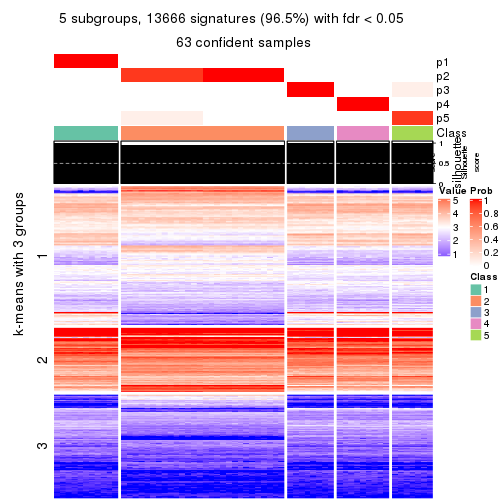 5 subgroups, 13666 signatures (96.5%) with fdr < 0.05
63 confident samples
p1
p2
p3
p4
p5
Class
1
0.5
0
silhouette
Silhouette
score
k-means with 3 groups
1
2
3
Value
5
4
3
2
1
Prob
1
0.8
0.6
0.4
0.2
0
Class
1
2
3
4
5